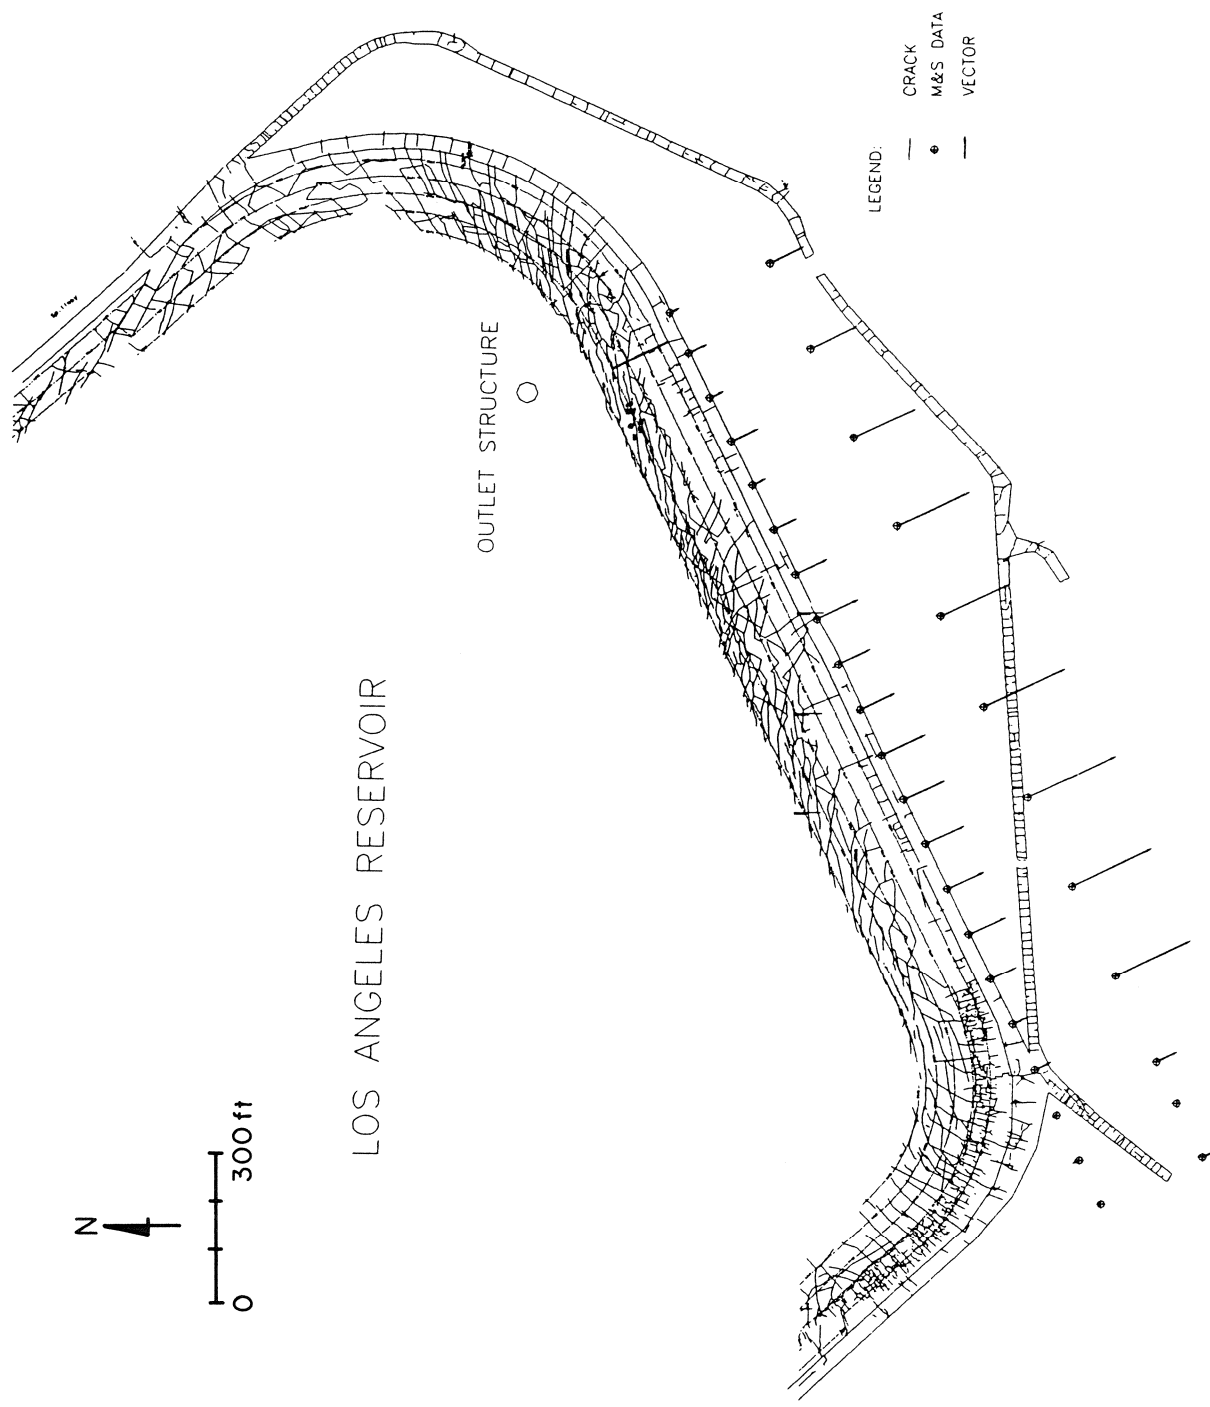 N
0 300ft
LOS ANGELES RESERVOIR
OUTLET STRUCTURE
LEGEND:
CRACK
M&S DATA
VECTOR